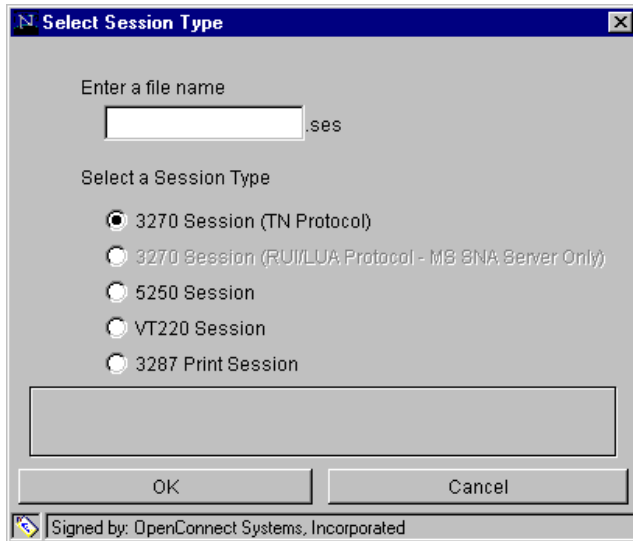 Select Session Type
Enter a file name
.ses
Select a Session Type
3270 Session (TN Protocol)
3270 Session (RUI/LUA Protocol - MS SNA Server Only)
5250 Session
VT220 Session
3287 Print Session
OK Cancel
Signed by: OpenConnect Systems, Incorporated